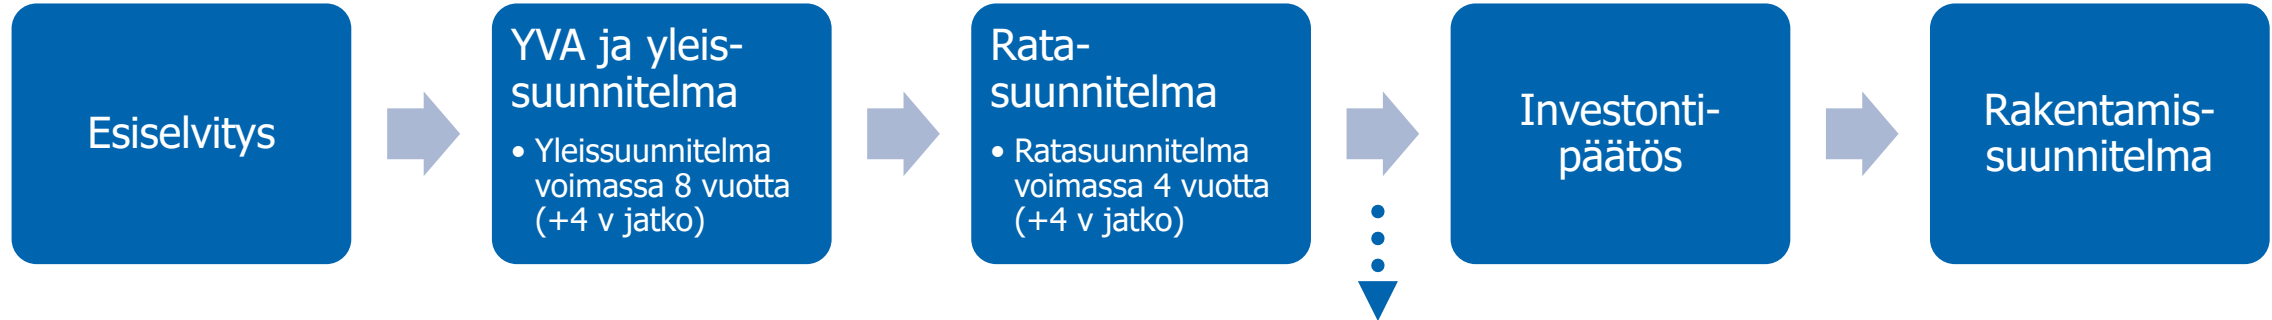 Esiselvitys
YVA ja yleis-
suunnitelma
• Yleissuunnitelma
voimassa 8 vuotta
(+4 v jatko)
Rata-
suunnitelma
• Ratasuunnitelma
voimassa 4 vuotta
(+4 v jatko)
Investonti-
päätös
Rakentamis-
suunnitelma